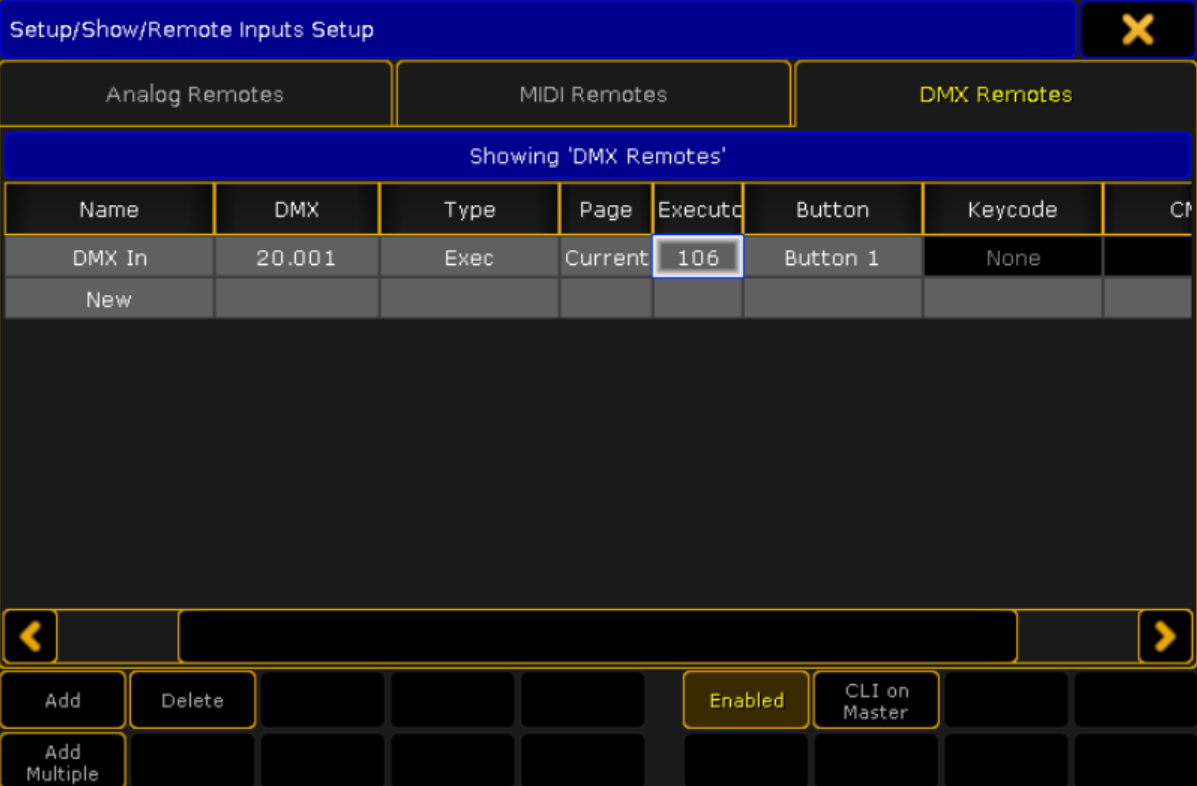 Setup/Show/Remote Inputs Setup
Analog Remotes MIDI Remotes DMX Remotes
Showing 'DMX Remotes'
Name DMX Type Page Executo Button Keycode CM
DMX In 20.001 Exec Current 106 Button 1 None
New
Add Delete Enabled CLI on Master
Add Multiple